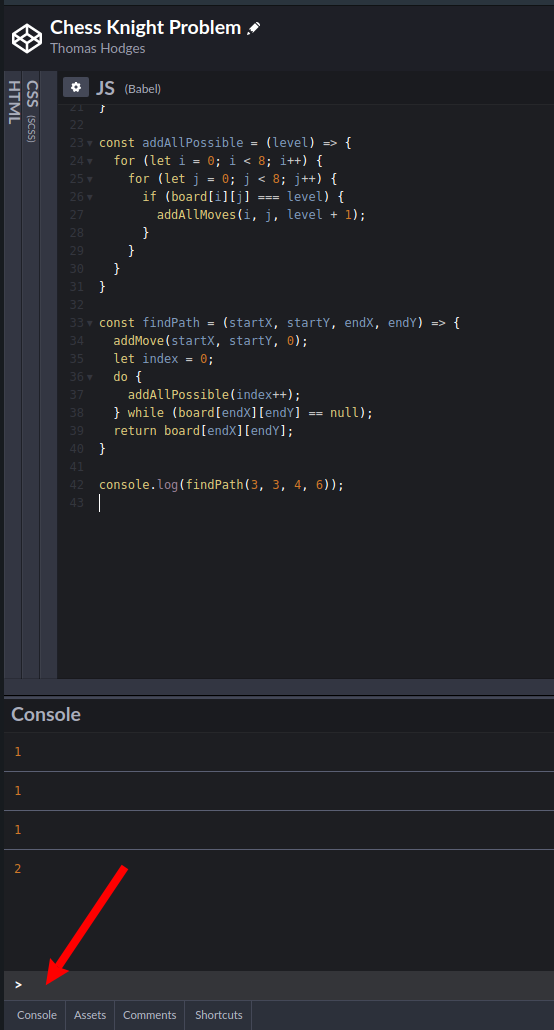 Chess Knight Problem
Thomas Hodges
HTML
CSS (SCSS)
JS (Babel)
21 }
22
23 const addAllPossible = (level) => {
24   for (let i = 0; i < 8; i++) {
25     for (let j = 0; j < 8; j++) {
26       if (board[i][j] === level) {
27         addAllMoves(i, j, level + 1);
28       }
29     }
30   }
31 }
32
33 const findPath = (startX, startY, endX, endY) => {
34   addMove(startX, startY, 0);
35   let index = 0;
36   do {
37     addAllPossible(index++);
38   } while (board[endX][endY] == null);
39   return board[endX][endY];
40 }
41
42 console.log(findPath(3, 3, 4, 6));
43
Console
1
1
1
2
>
Console Assets Comments Shortcuts